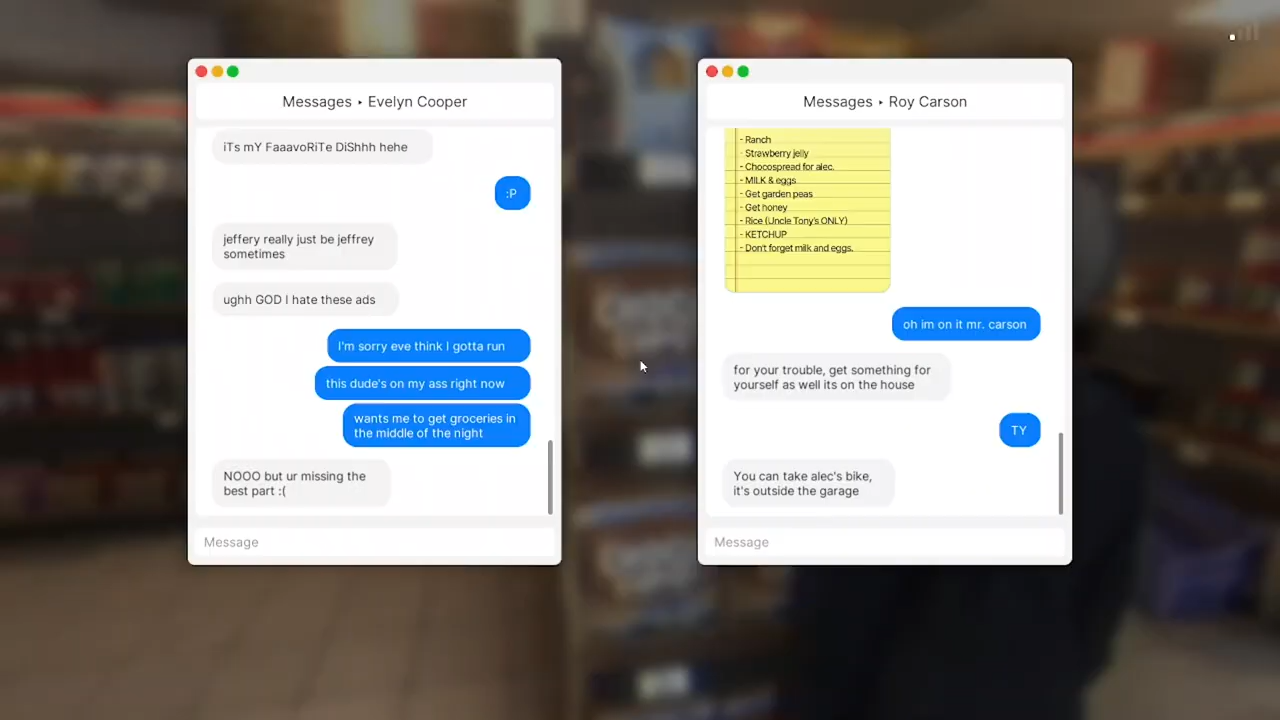 Messages ▸ Evelyn Cooper
iTs mY FaaavoRiTe DiShhh hehe
:P
jeffery really just be jeffrey
sometimes
ughh GOD I hate these ads
I'm sorry eve think I gotta run
this dude's on my ass right now
wants me to get groceries in
the middle of the night
NOOO but ur missing the
best part :(
Message
Messages ▸ Roy Carson
- Ranch
- Strawberry jelly
- Chocospread for alec.
- MILK & eggs
- Get garden peas
- Get honey
- Rice (Uncle Tony's ONLY)
- KETCHUP
- Don't forget milk and eggs.
oh im on it mr. carson
for your trouble, get something for
yourself as well its on the house
TY
You can take alec's bike,
it's outside the garage
Message